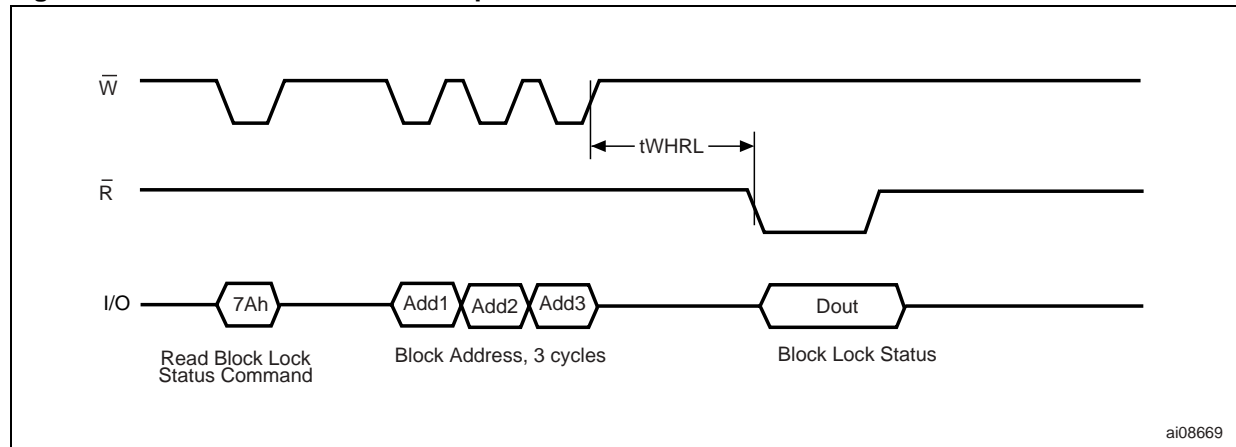 W
tWHRL
R
I/O
7Ah
Add1
Add2
Add3
Dout
Read Block Lock
Status Command
Block Address, 3 cycles
Block Lock Status
ai08669